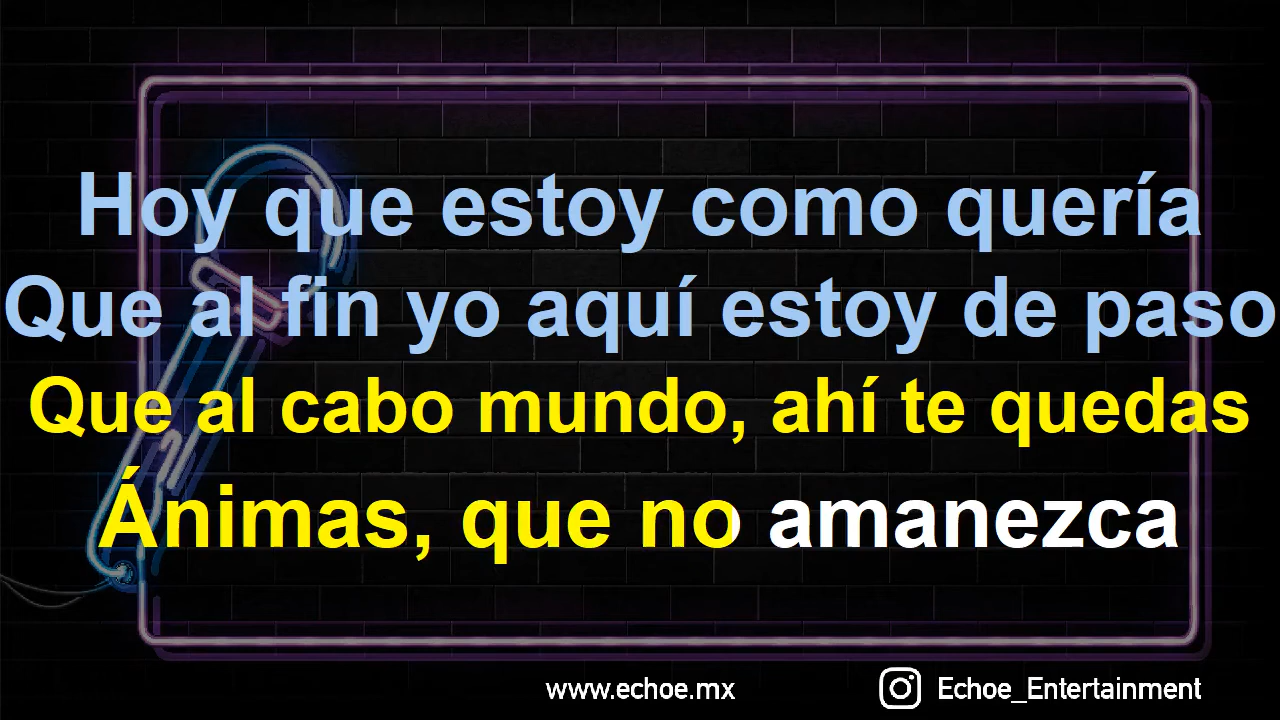 Hoy que estoy como quería
Que al fin yo aquí estoy de paso
Que al cabo mundo, ahí te quedas
Ánimas, que no amanezca
www.echoe.mx Echoe_Entertainment